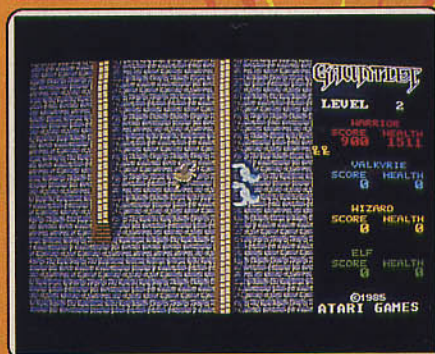 GAUNTLET
LEVEL 2
WARRIOR
SCORE HEALTH
900 1511
VALKYRIE
SCORE HEALTH
0 0
WIZARD
SCORE HEALTH
0 0
ELF
SCORE HEALTH
0 0
©1985
ATARI GAMES